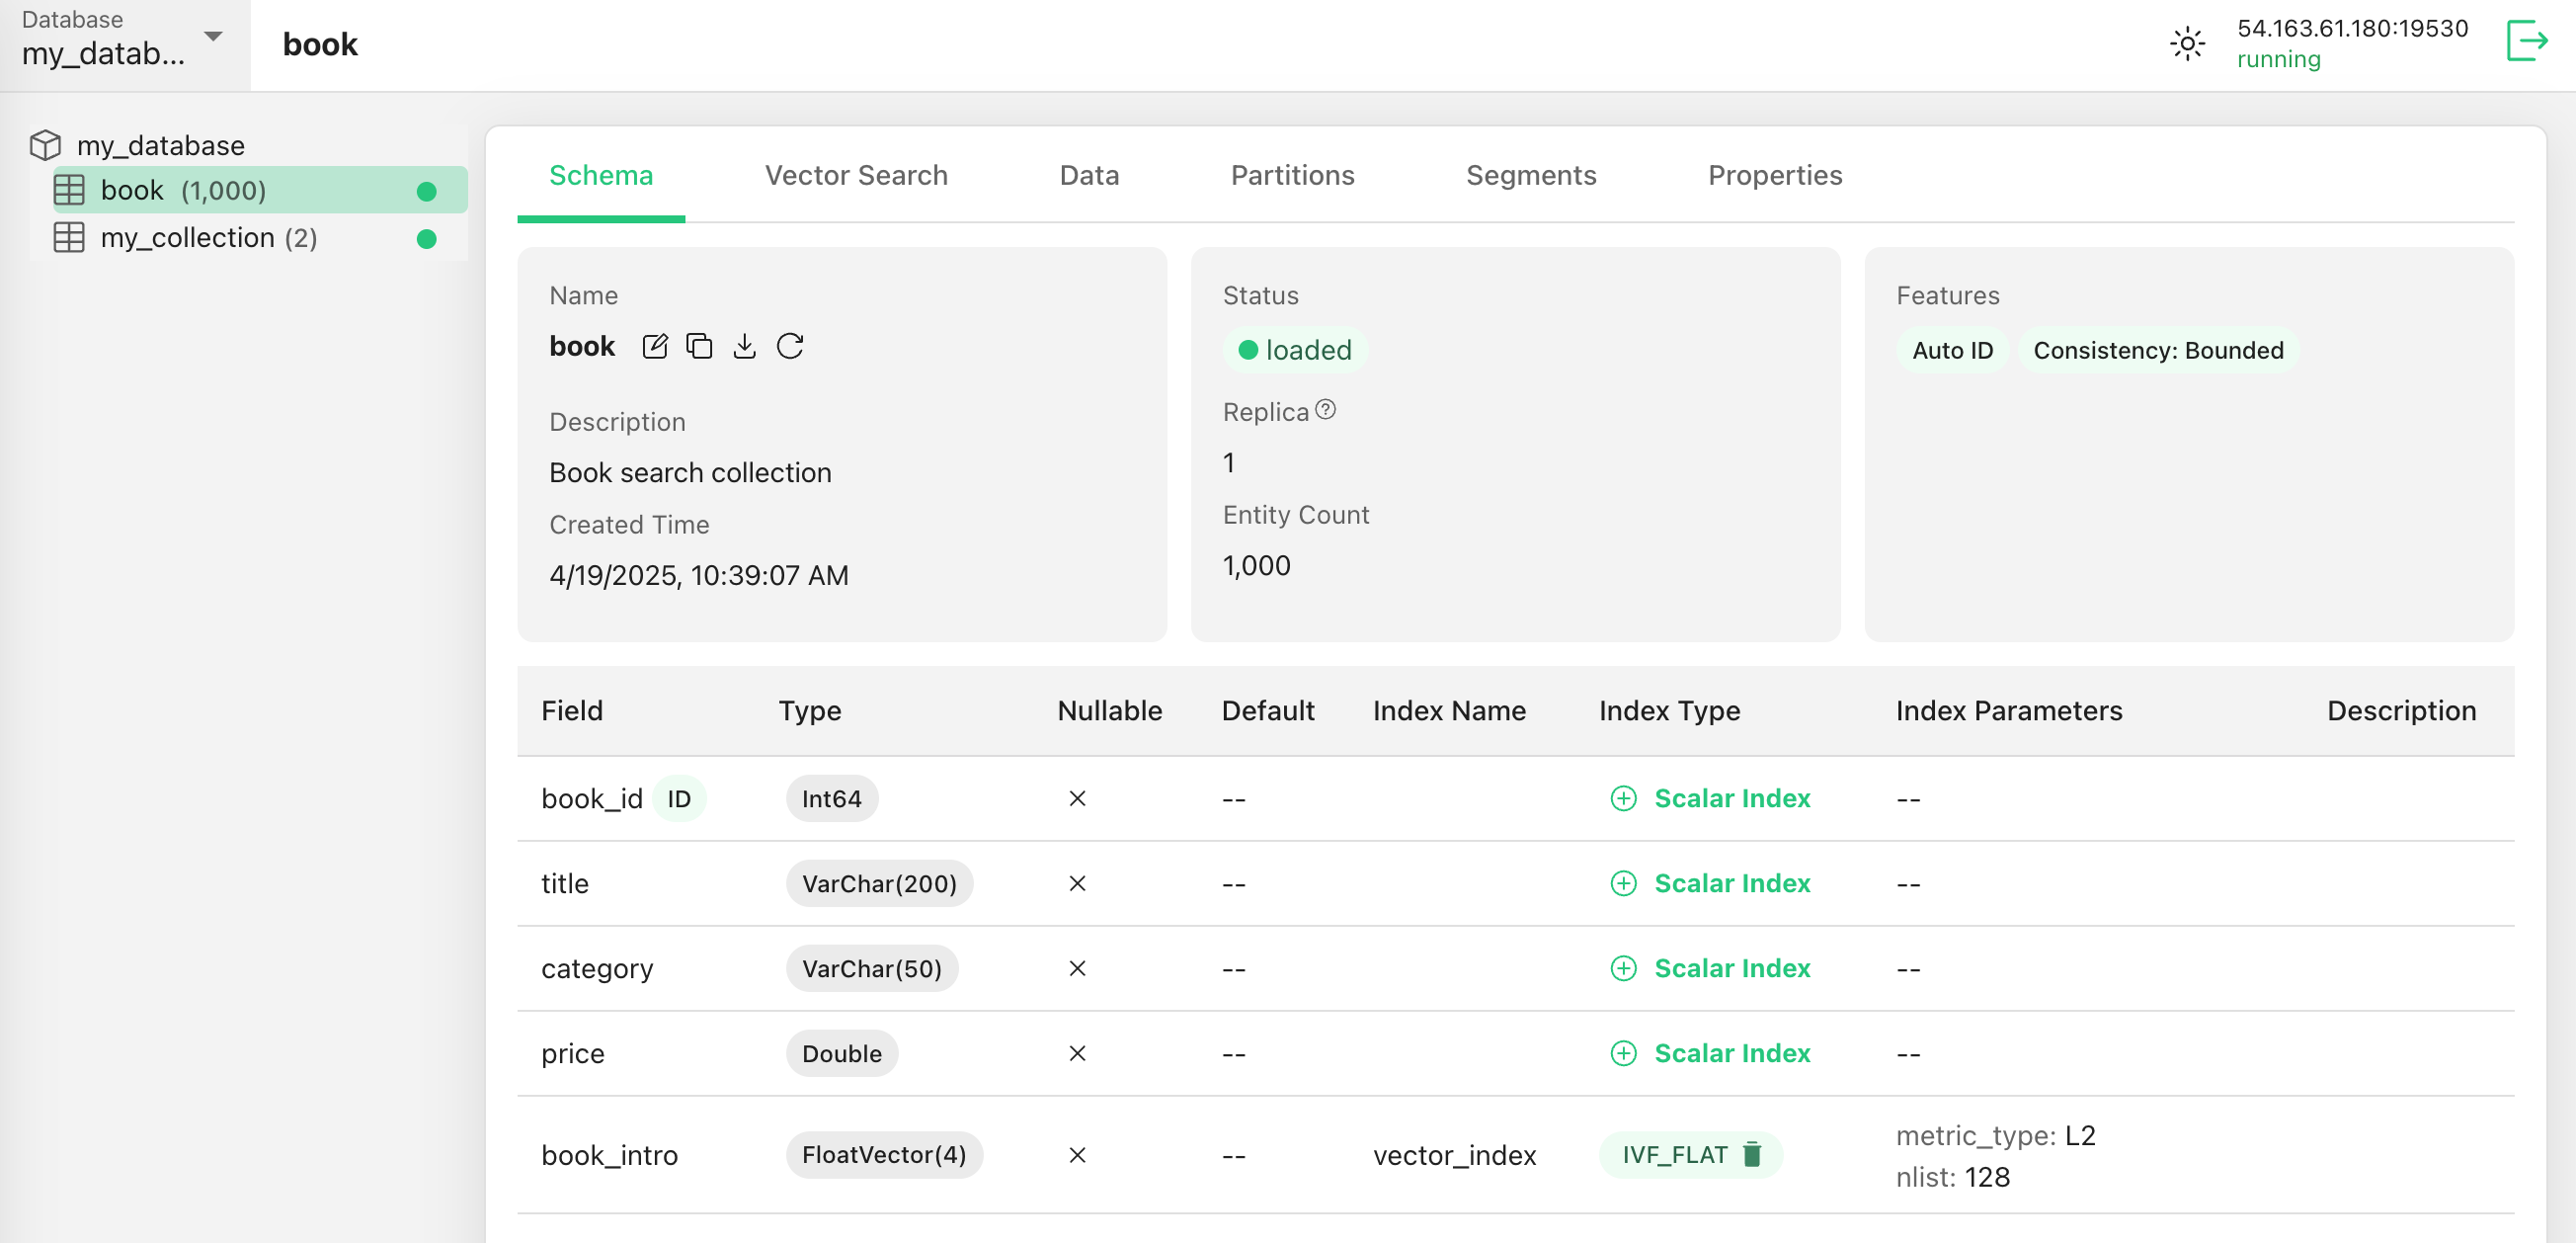 Database
my_datab...
book
54.163.61.180:19530
running
my_database
book (1,000)
my_collection (2)
Schema Vector Search Data Partitions Segments Properties
Name
book
Description
Book search collection
Created Time
4/19/2025, 10:39:07 AM
Status
loaded
Replica
1
Entity Count
1,000
Features
Auto ID Consistency: Bounded
Field Type Nullable Default Index Name Index Type Index Parameters Description
book_id ID Int64 -- Scalar Index --
title VarChar(200) -- Scalar Index --
category VarChar(50) -- Scalar Index --
price Double -- Scalar Index --
book_intro FloatVector(4) -- vector_index IVF_FLAT metric_type: L2
nlist: 128